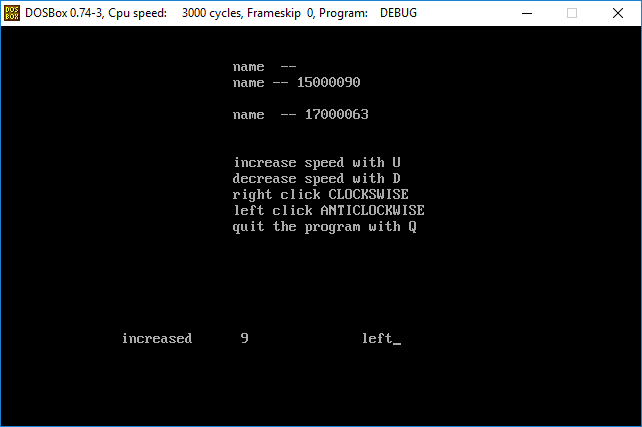 DOSBox 0.74-3, Cpu speed: 3000 cycles, Frameskip 0, Program: DEBUG
name --
name -- 15000090
name -- 17000063
increase speed with U
decrease speed with D
right click CLOCKSWISE
left click ANTICLOCKWISE
quit the program with Q
increased 9 left_